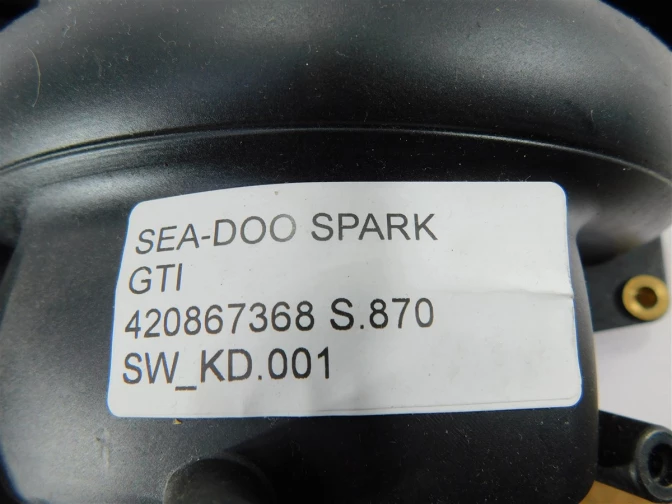 SEA-DOO SPARK
GTI
420867368 S.870
SW_KD.001